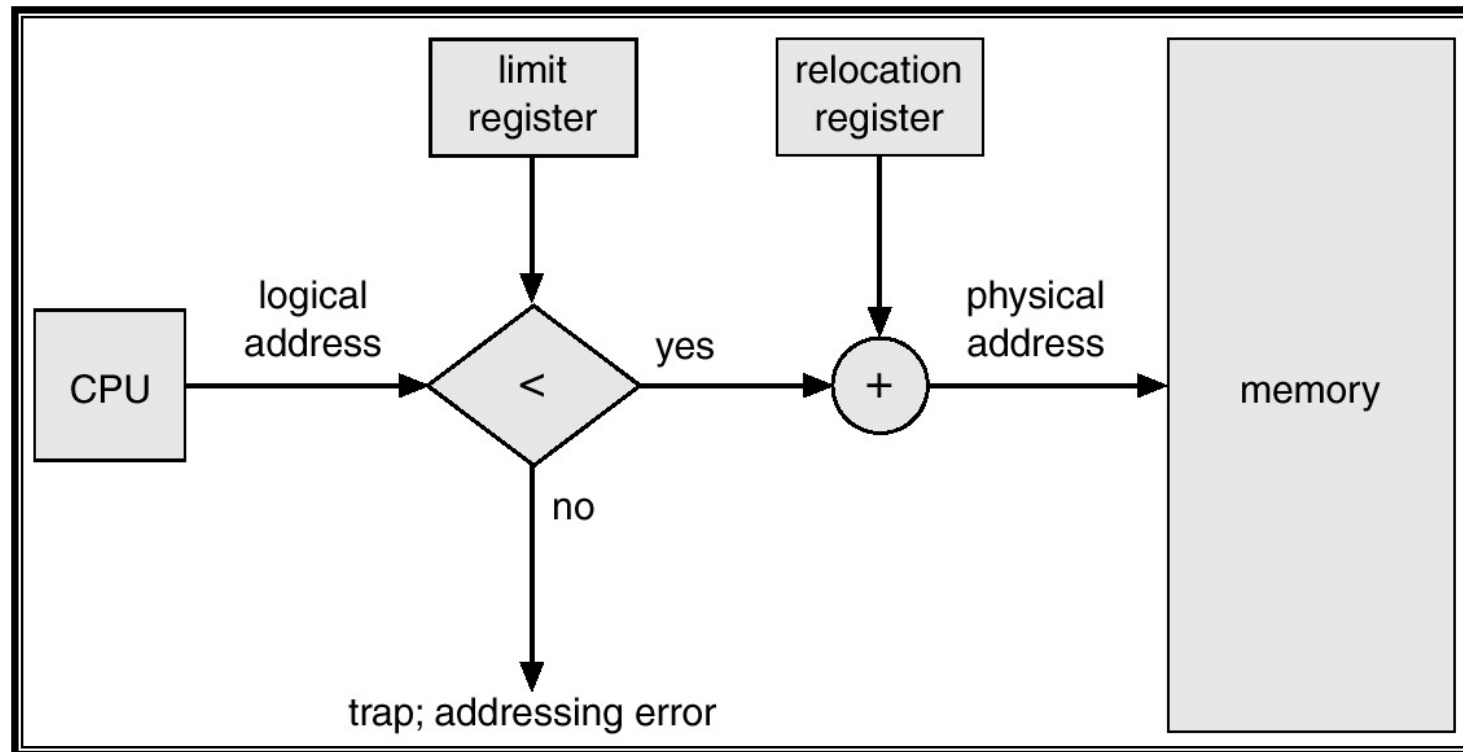 limit
register
relocation
register
logical
address
yes
physical
address
CPU
<
+
memory
no
trap; addressing error